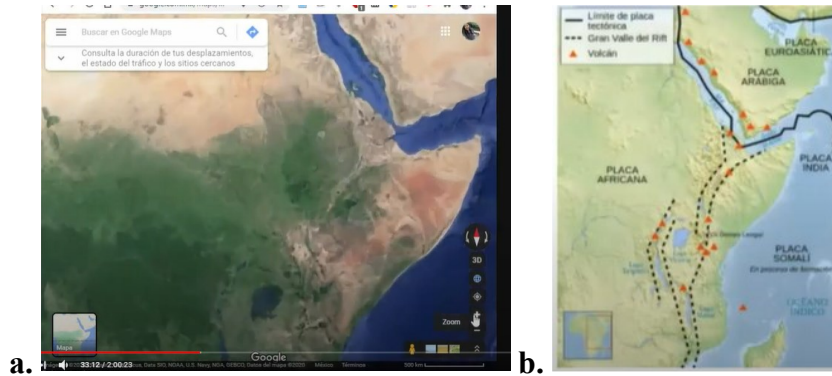 Buscar en Google Maps
Consulta la duración de tus desplazamientos,
el estado del tráfico y los sitios cercanos
3D
Zoom
Mapa
Google
33:12 / 2:00:23
México
Términos
500 km
a.
Límite de placa
tectónica
Gran Valle del Rift
Volcán
PLACA
EUROASIÁTICA
PLACA
ARÁBIGA
PLACA
INDIA
PLACA
AFRICANA
PLACA
SOMALÍ
En proceso de formación
OCÉANO
ÍNDICO
b.